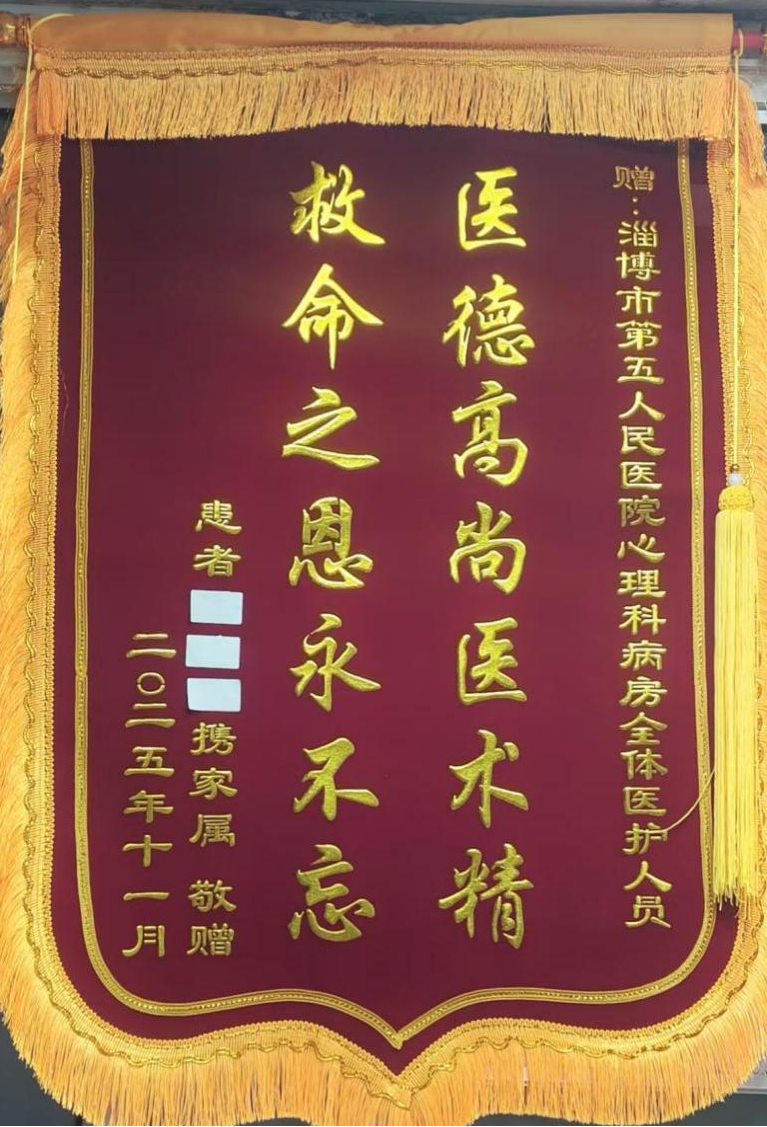 赠：淄博市第五人民医院心理科病房全体医护人员
医德高尚医术精
救命之恩永不忘
患者 携家属 敬赠
二〇二五年十一月